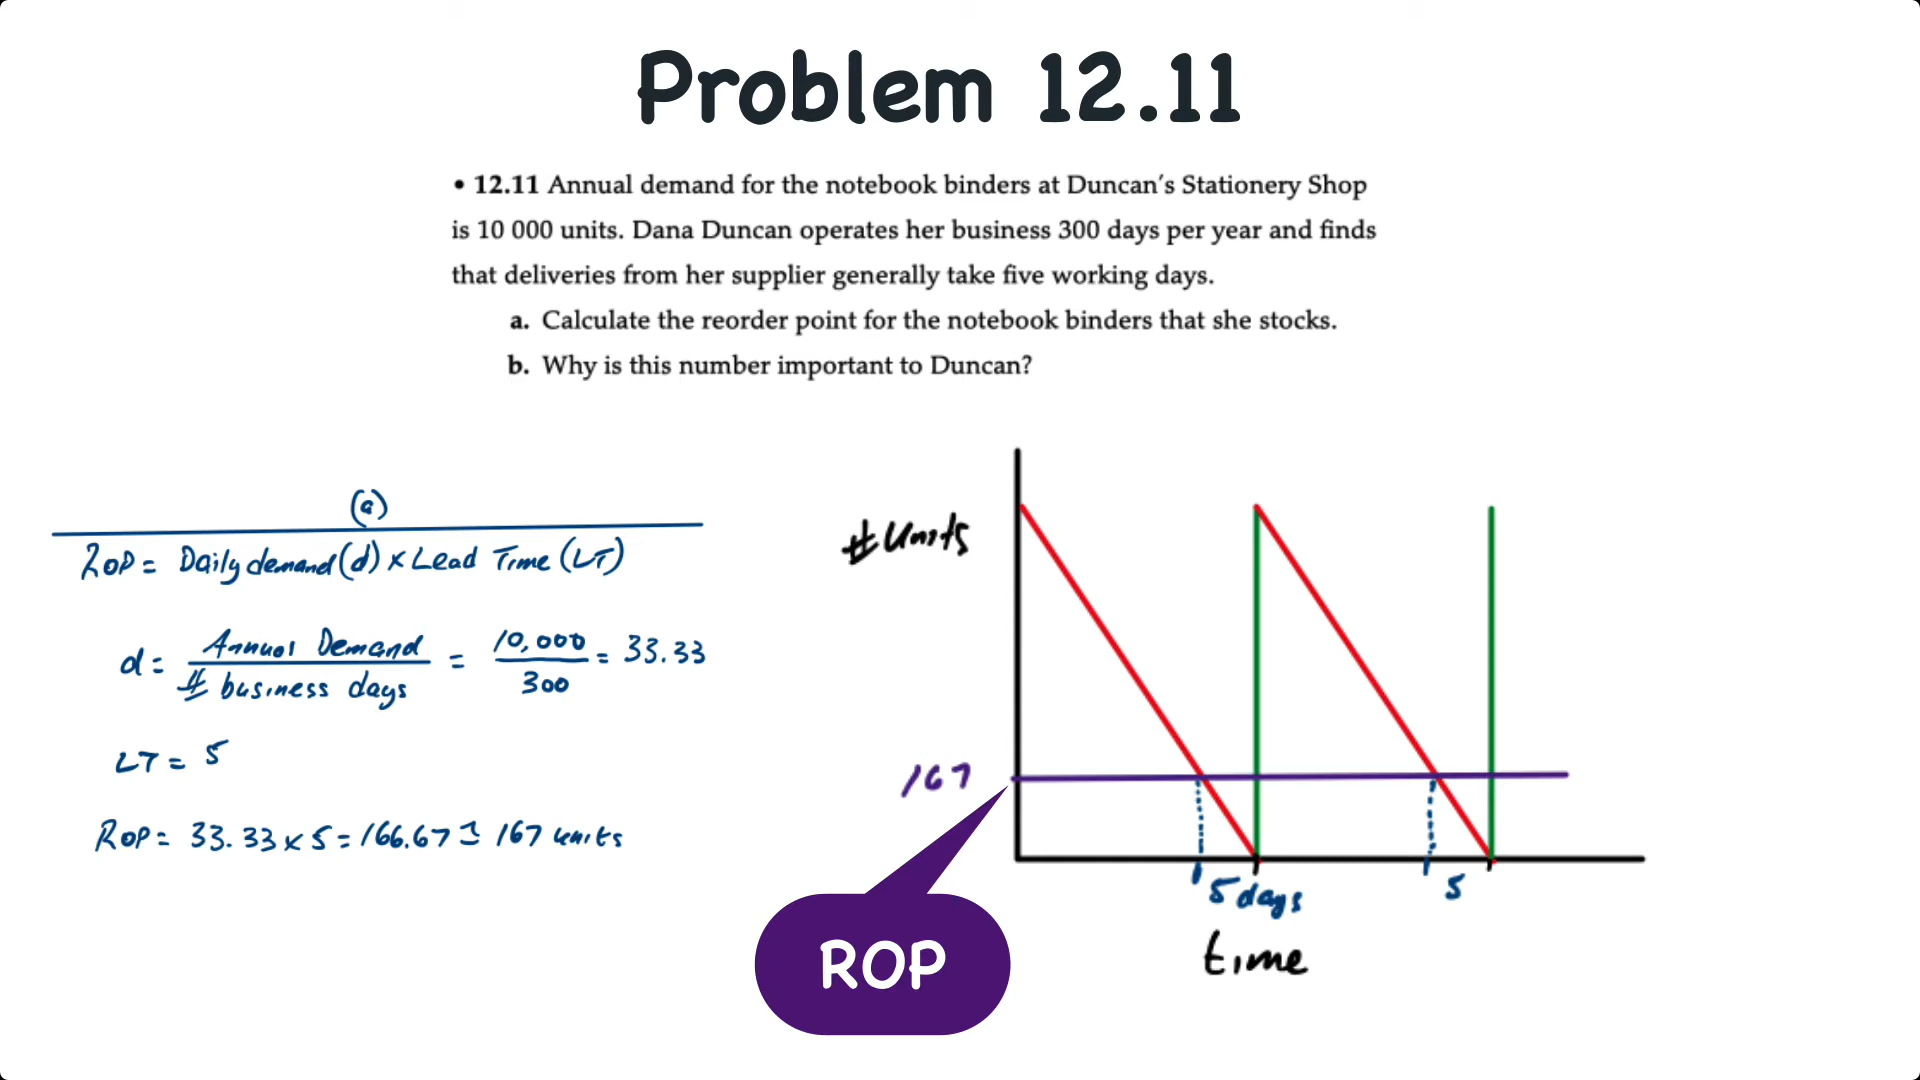 Problem 12.11
• 12.11 Annual demand for the notebook binders at Duncan's Stationery Shop
is 10 000 units. Dana Duncan operates her business 300 days per year and finds
that deliveries from her supplier generally take five working days.
a. Calculate the reorder point for the notebook binders that she stocks.
b. Why is this number important to Duncan?
(a)
ROP = Daily demand (d) × Lead Time (LT)
d = Annual Demand / # business days = 10,000 / 300 = 33.33
LT = 5
ROP = 33.33 × 5 = 166.67 ≃ 167 units
# Units
167
5 days
5
time
ROP